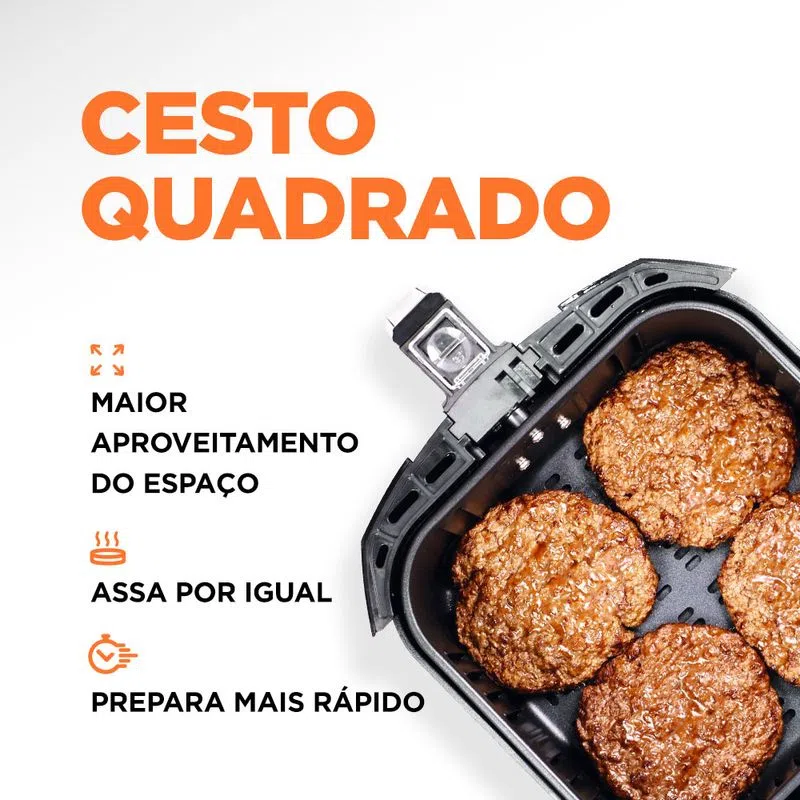 CESTO
QUADRADO
MAIOR
APROVEITAMENTO
DO ESPAÇO
ASSA POR IGUAL
PREPARA MAIS RÁPIDO